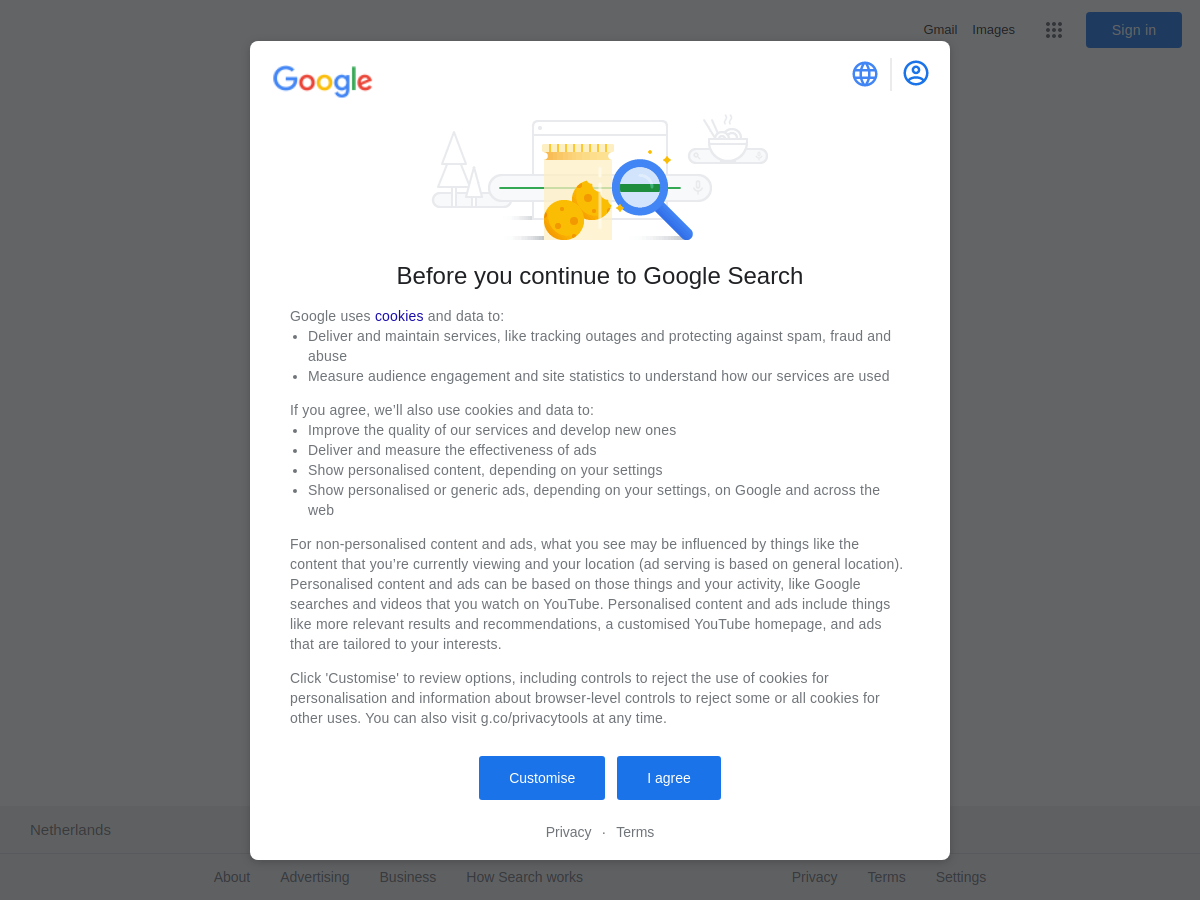 Gmail Images Sign in
Google
Before you continue to Google Search
Google uses cookies and data to:
• Deliver and maintain services, like tracking outages and protecting against spam, fraud and
abuse
• Measure audience engagement and site statistics to understand how our services are used
If you agree, we’ll also use cookies and data to:
• Improve the quality of our services and develop new ones
• Deliver and measure the effectiveness of ads
• Show personalised content, depending on your settings
• Show personalised or generic ads, depending on your settings, on Google and across the
web
For non-personalised content and ads, what you see may be influenced by things like the
content that you’re currently viewing and your location (ad serving is based on general location).
Personalised content and ads can be based on those things and your activity, like Google
searches and videos that you watch on YouTube. Personalised content and ads include things
like more relevant results and recommendations, a customised YouTube homepage, and ads
that are tailored to your interests.
Click 'Customise' to review options, including controls to reject the use of cookies for
personalisation and information about browser-level controls to reject some or all cookies for
other uses. You can also visit g.co/privacytools at any time.
Customise I agree
Privacy · Terms
Netherlands
About Advertising Business How Search works Privacy Terms Settings